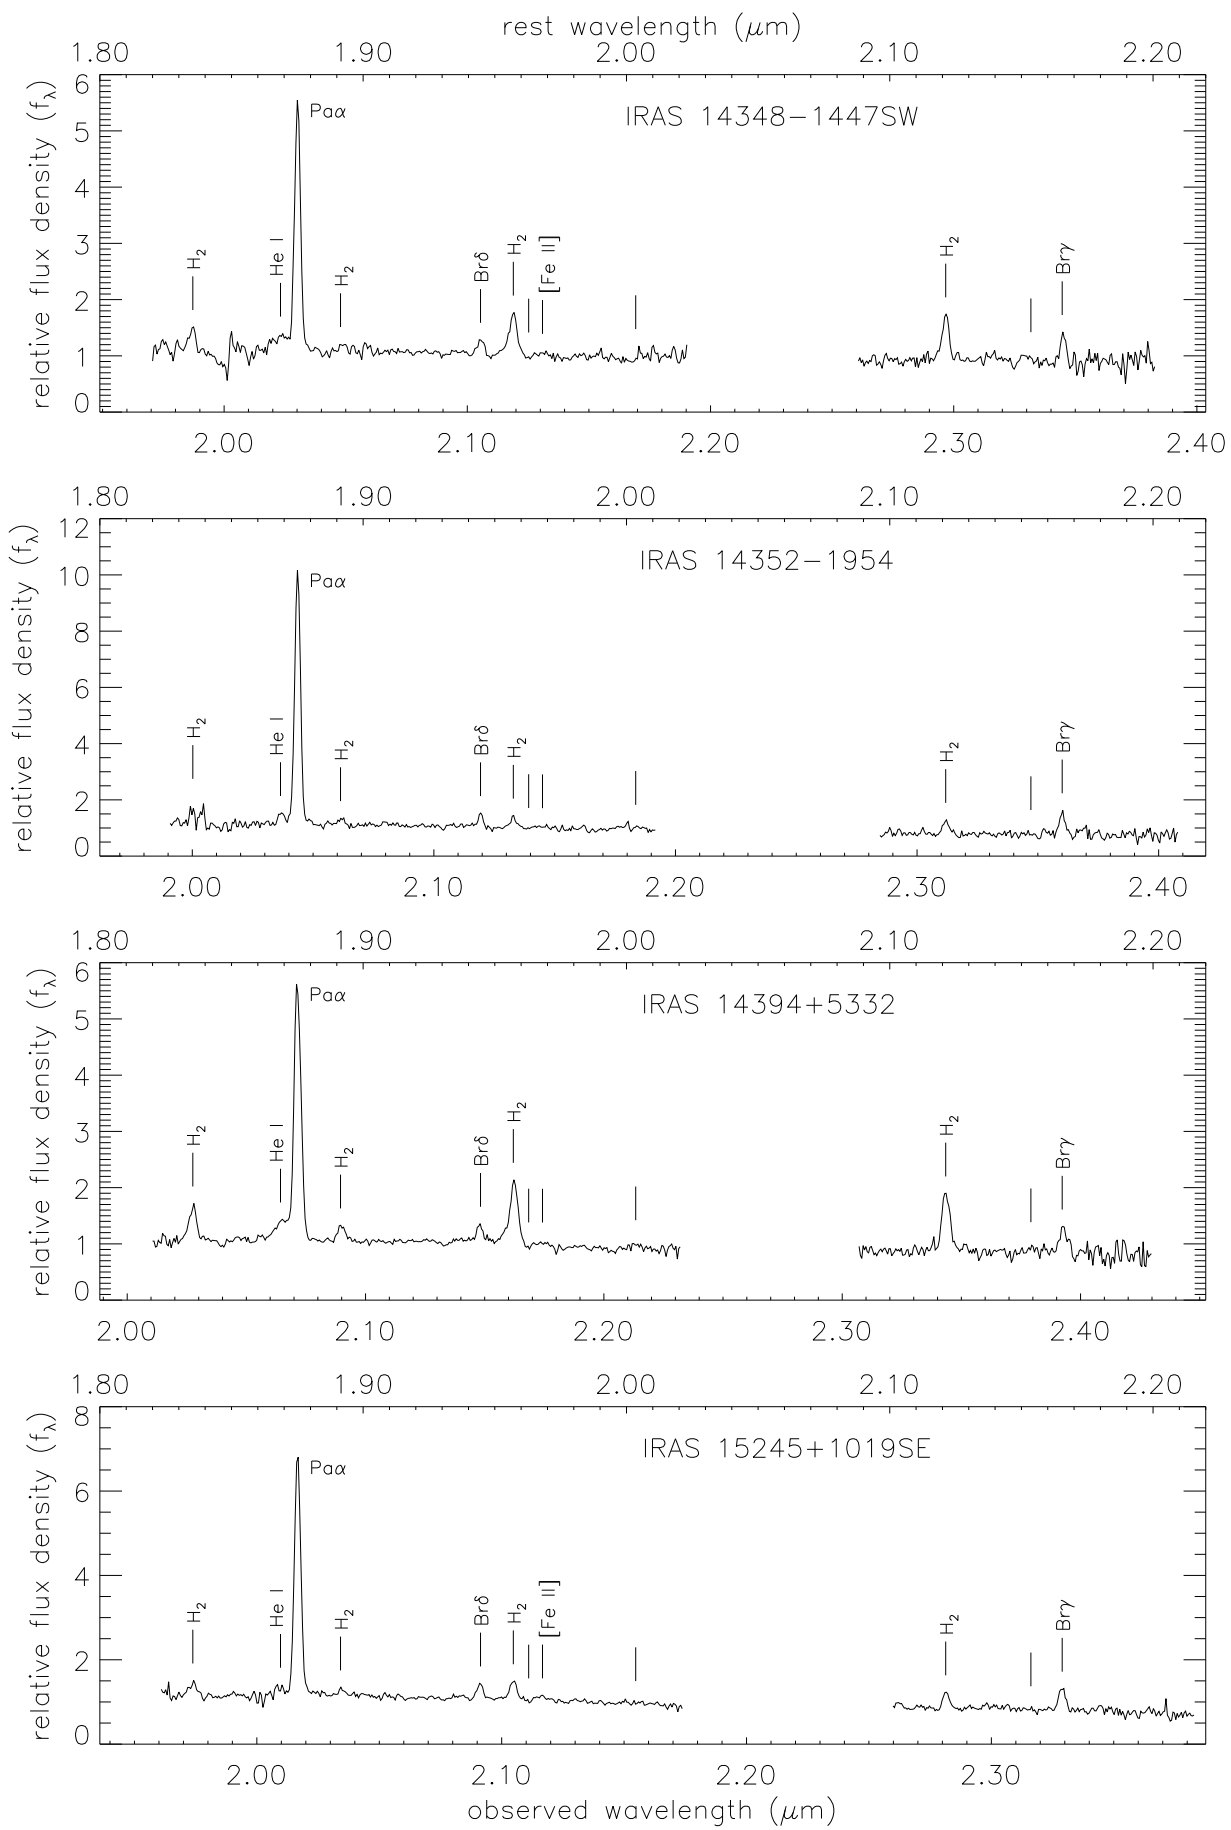 rest wavelength (μm)
1.80 1.90 2.00 2.10 2.20
relative flux density (fλ)
6
5
4
3
2
1
0
IRAS 14348−1447SW
Paα
H2
He I
H2
Brδ
H2
[Fe II]
H2
Brγ
2.00 2.10 2.20 2.30 2.40
1.80 1.90 2.00 2.10 2.20
relative flux density (fλ)
12
10
8
6
4
2
0
IRAS 14352−1954
Paα
H2
He I
H2
Brδ
H2
H2
Brγ
2.00 2.10 2.20 2.30 2.40
1.80 1.90 2.00 2.10 2.20
relative flux density (fλ)
6
5
4
3
2
1
0
IRAS 14394+5332
Paα
H2
He I
H2
Brδ
H2
H2
Brγ
2.00 2.10 2.20 2.30 2.40
1.80 1.90 2.00 2.10 2.20
relative flux density (fλ)
8
6
4
2
0
IRAS 15245+1019SE
Paα
H2
He I
H2
Brδ
H2
[Fe II]
H2
Brγ
2.00 2.10 2.20 2.30
observed wavelength (μm)